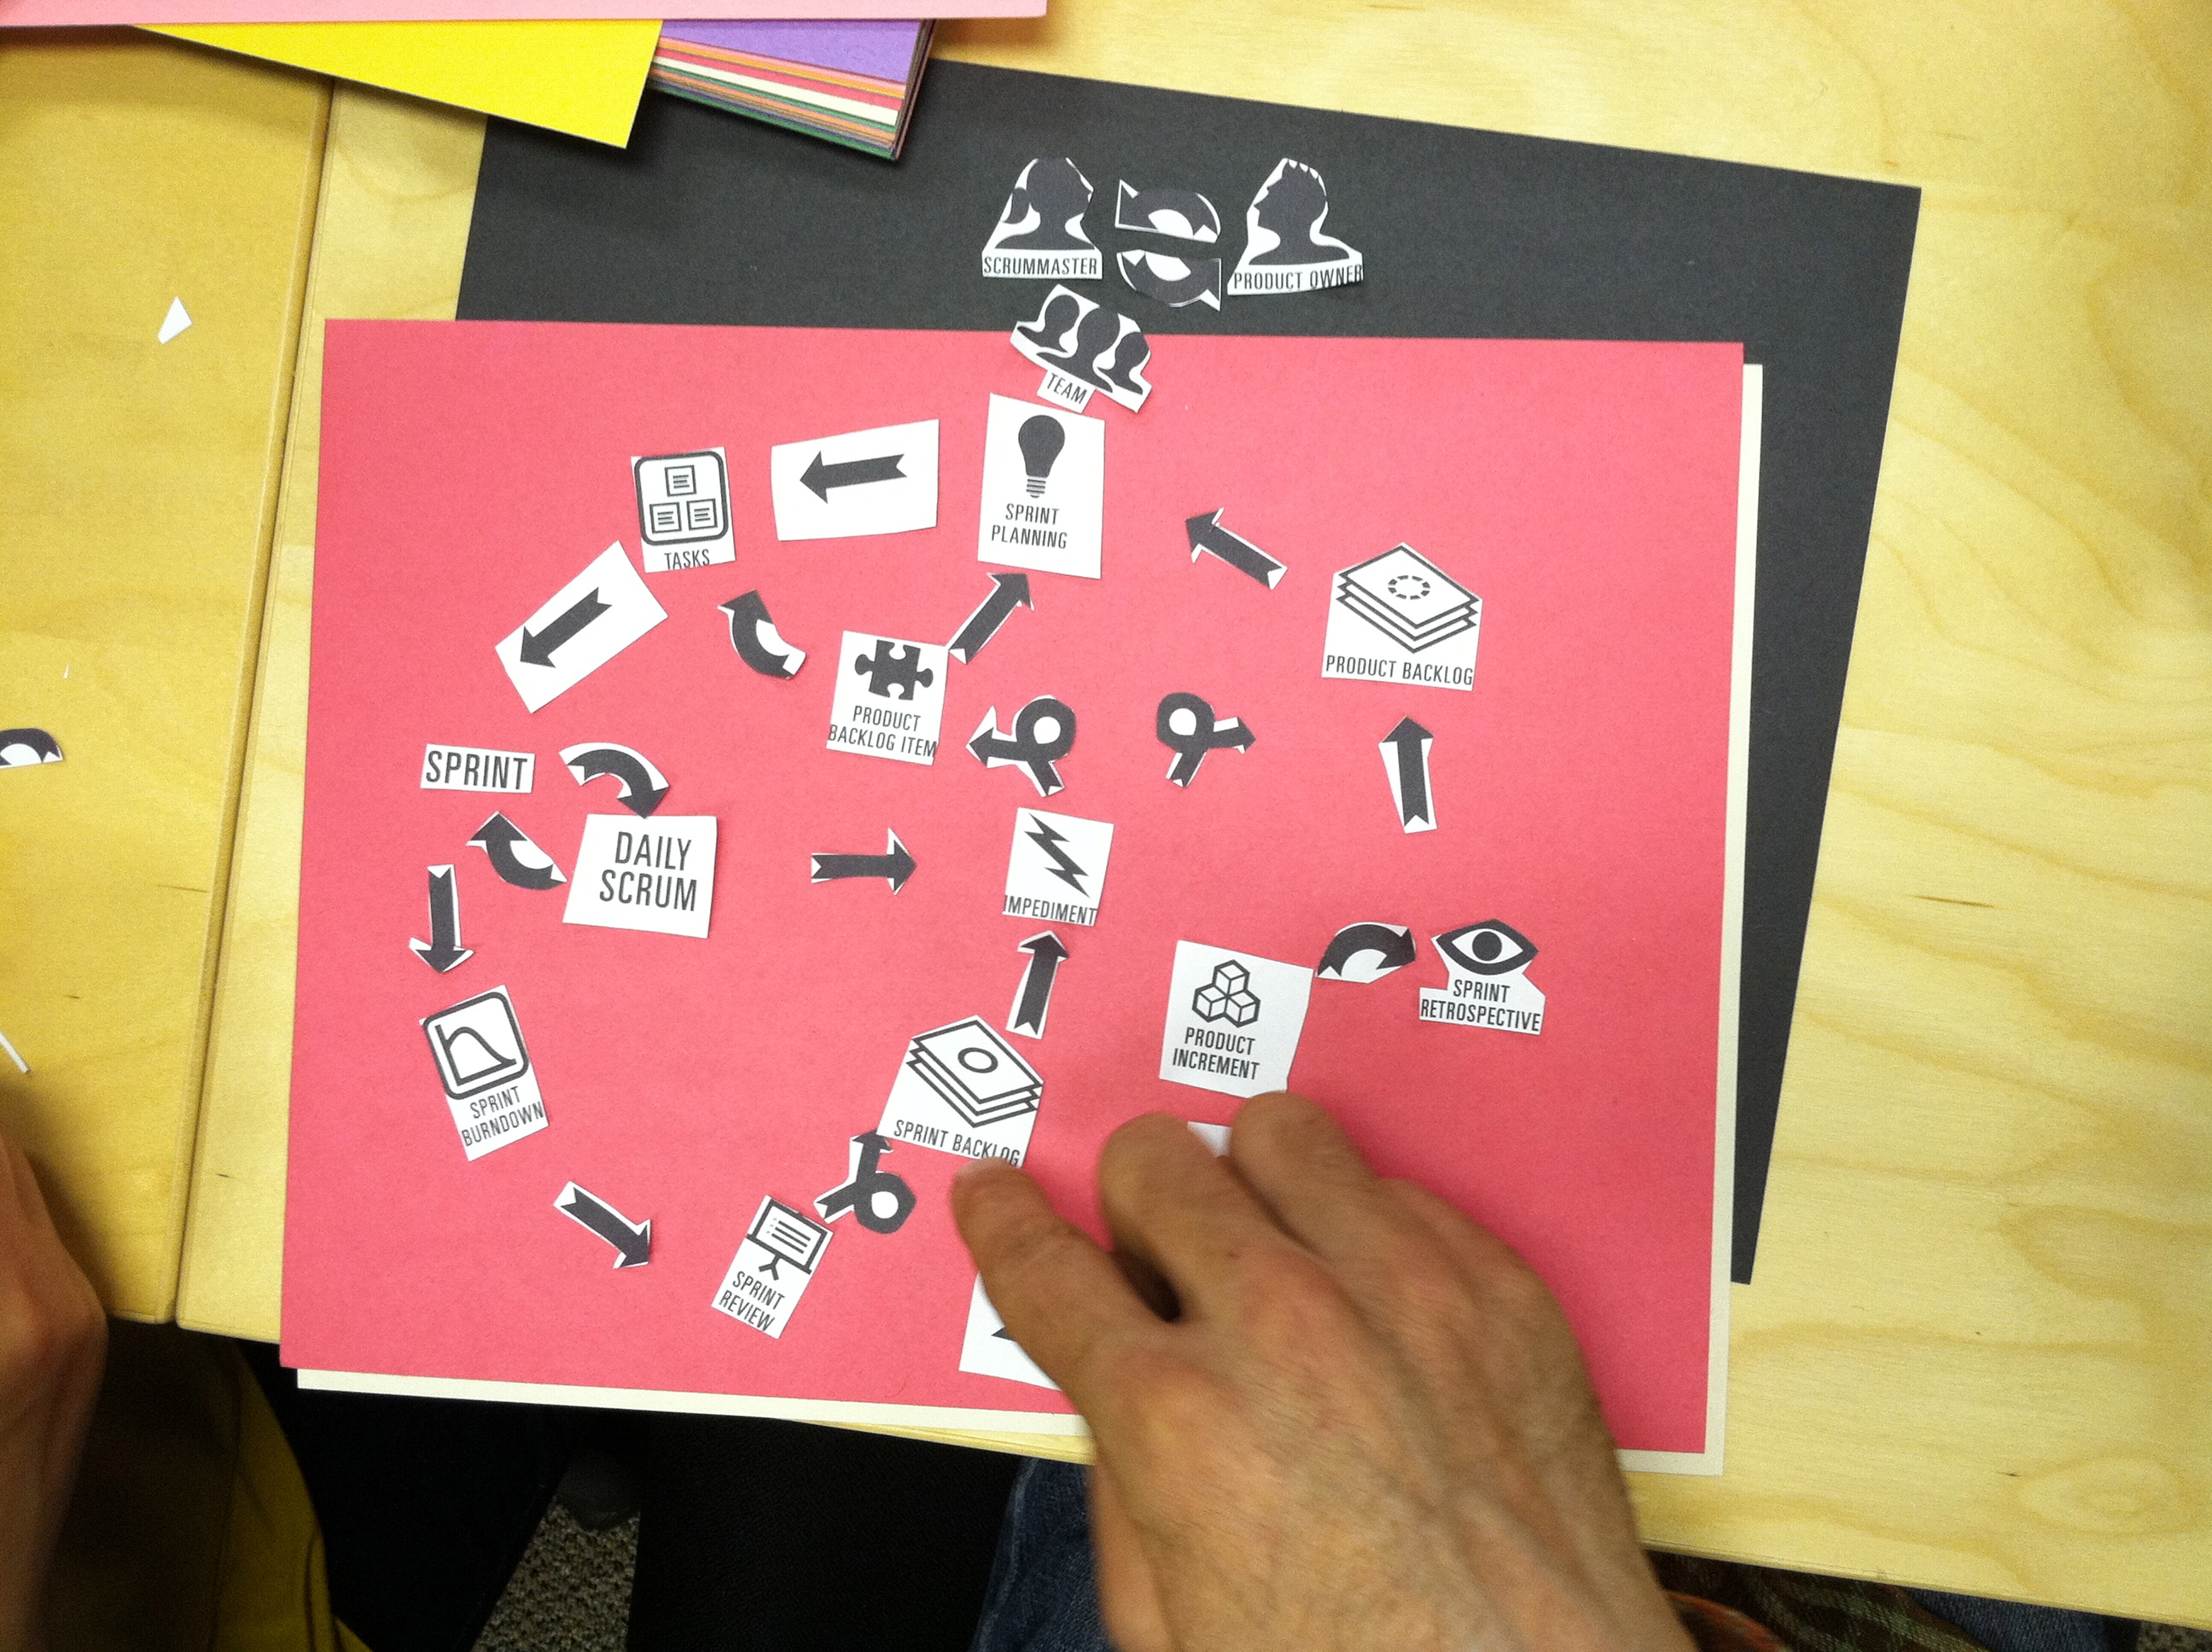 SCRUMMASTER
PRODUCT OWNER
TEAM
SPRINT
PLANNING
TASKS
PRODUCT BACKLOG
PRODUCT
BACKLOG ITEM
SPRINT
DAILY
SCRUM
IMPEDIMENT
SPRINT
RETROSPECTIVE
PRODUCT
INCREMENT
SPRINT
BURNDOWN
SPRINT BACKLOG
SPRINT
REVIEW